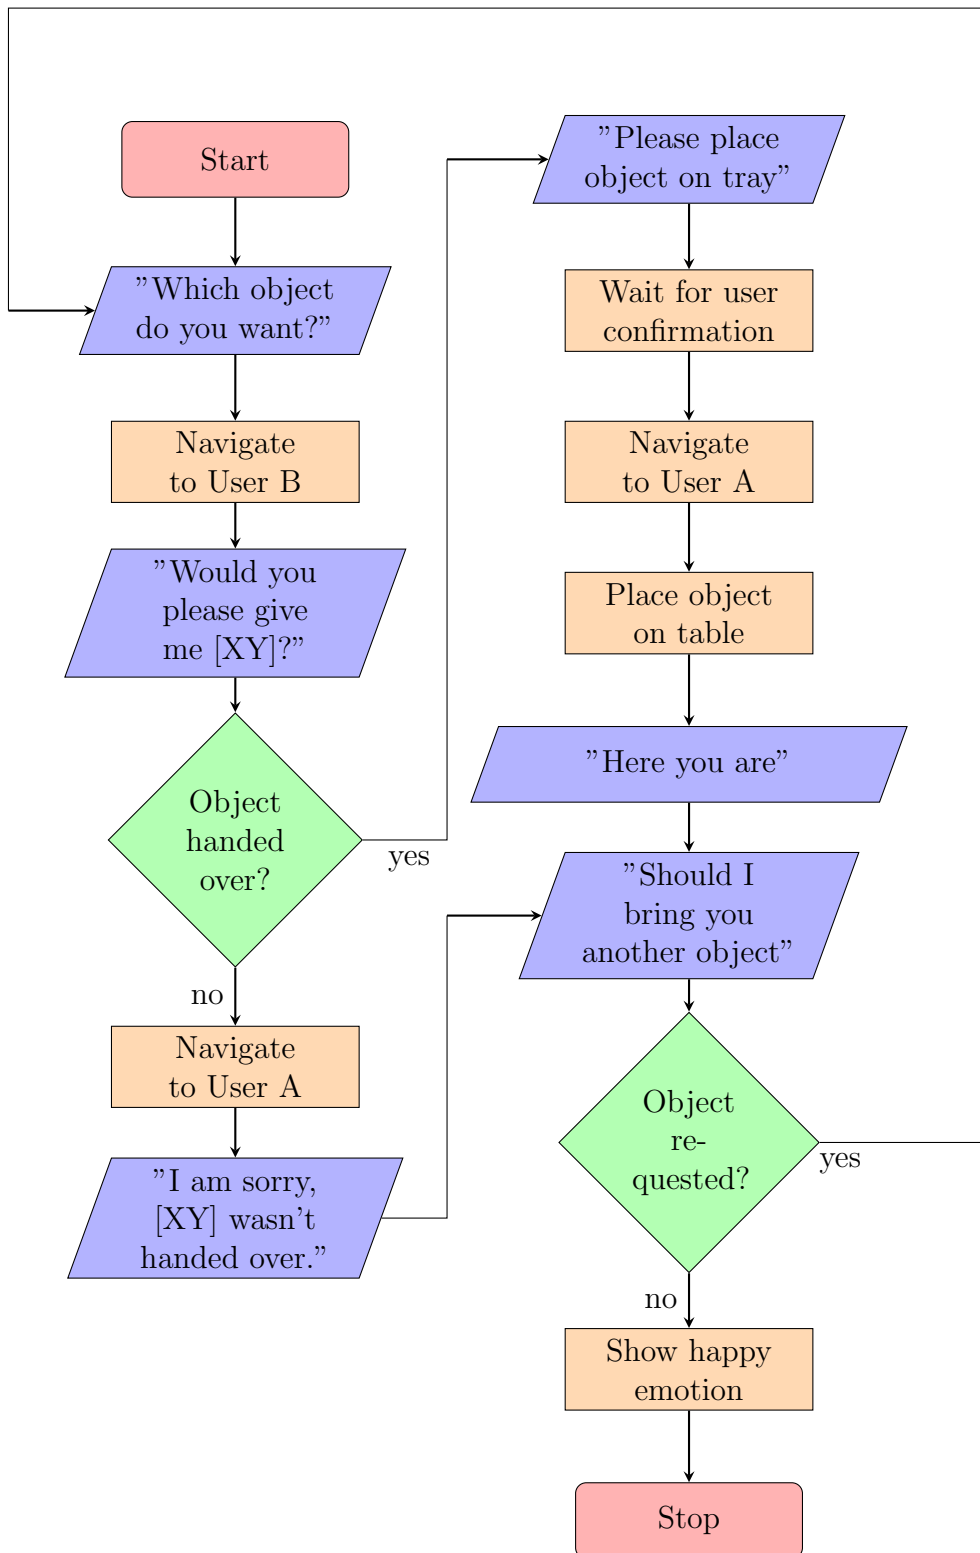 Start
”Which object
do you want?”
Navigate
to User B
”Would you
please give
me [XY]?”
Object
handed
over?
yes
no
Navigate
to User A
”I am sorry,
[XY] wasn’t
handed over.”
”Please place
object on tray”
Wait for user
confirmation
Navigate
to User A
Place object
on table
”Here you are”
”Should I
bring you
another object”
Object
re-
quested?
yes
no
Show happy
emotion
Stop